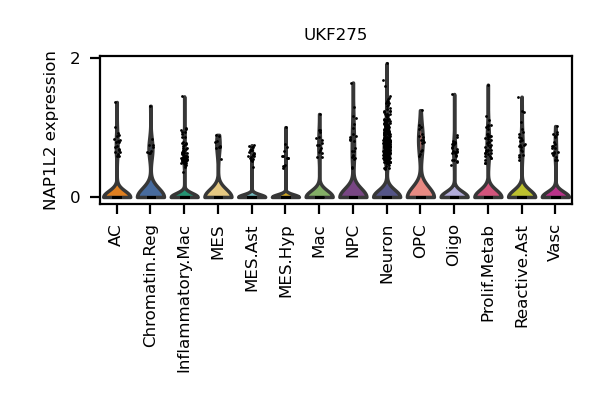 UKF275
NAP1L2 expression
2
0
AC
Chromatin.Reg
Inflammatory.Mac
MES
MES.Ast
MES.Hyp
Mac
NPC
Neuron
OPC
Oligo
Prolif.Metab
Reactive.Ast
Vasc